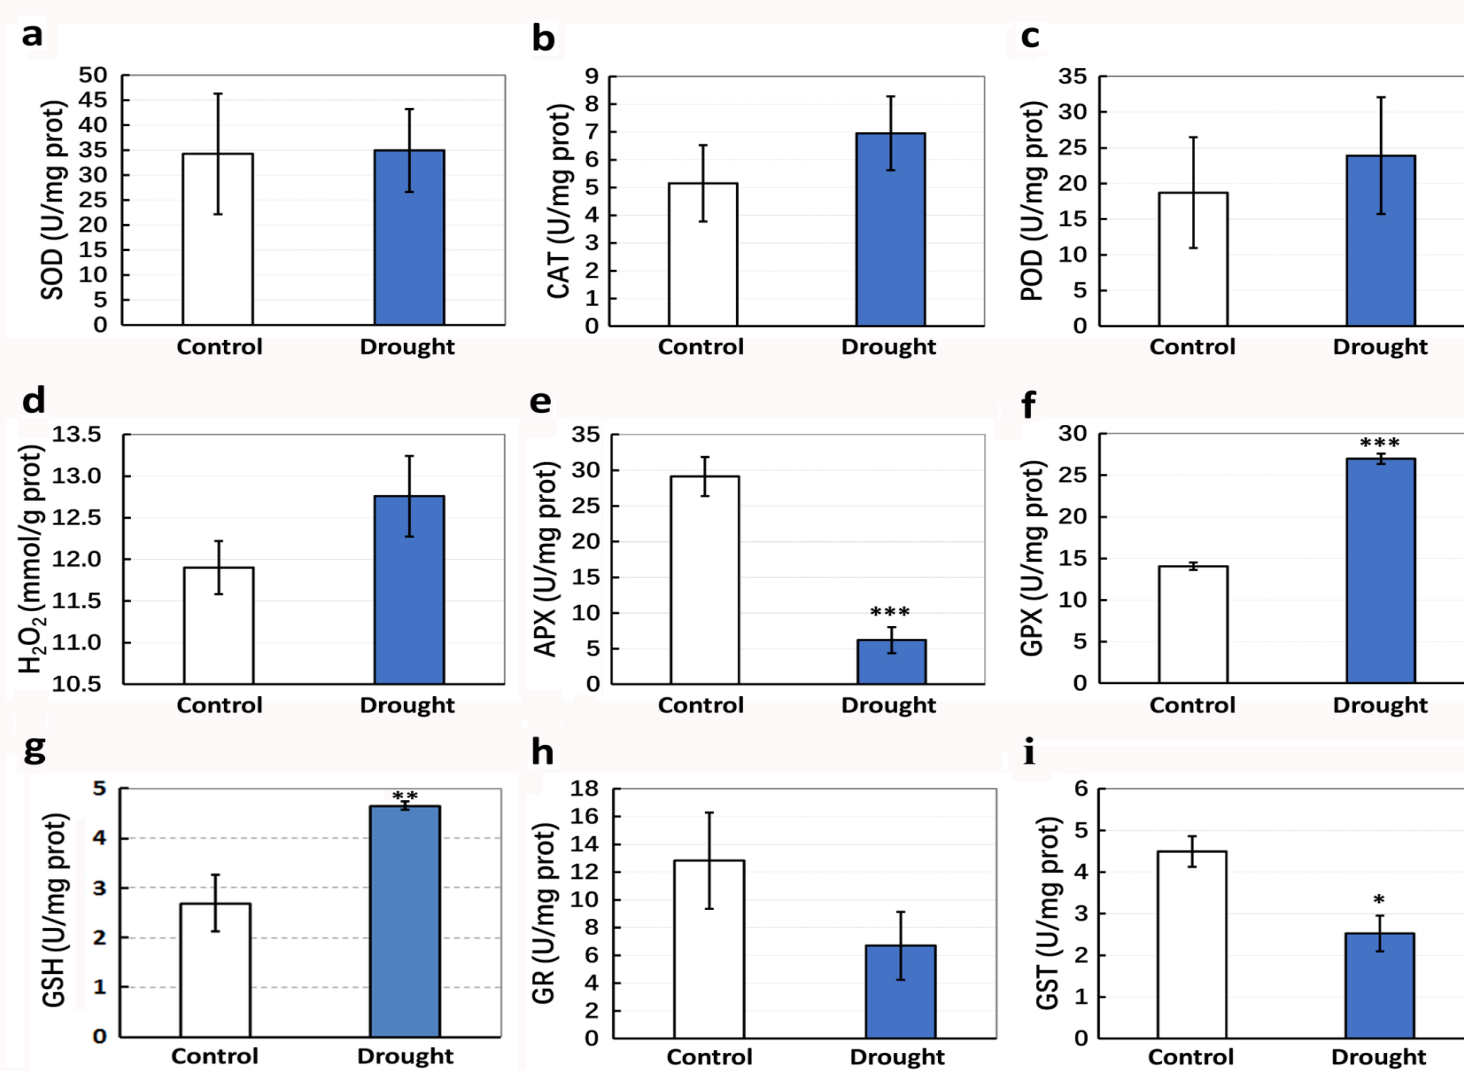 a
SOD (U/mg prot)
50
45
40
35
30
25
20
15
10
5
0
Control Drought
b
CAT (U/mg prot)
9
8
7
6
5
4
3
2
1
0
Control Drought
c
POD (U/mg prot)
35
30
25
20
15
10
5
0
Control Drought
d
H₂O₂ (mmol/g prot)
13.5
13.0
12.5
12.0
11.5
11.0
10.5
Control Drought
e
APX (U/mg prot)
35
30
25
20
15
10
5
0
***
Control Drought
f
GPX (U/mg prot)
30
25
20
15
10
5
0
***
Control Drought
g
GSH (U/mg prot)
5
4
3
2
1
0
**
Control Drought
h
GR (U/mg prot)
18
16
14
12
10
8
6
4
2
0
Control Drought
i
GST (U/mg prot)
6
5
4
3
2
1
0
*
Control Drought